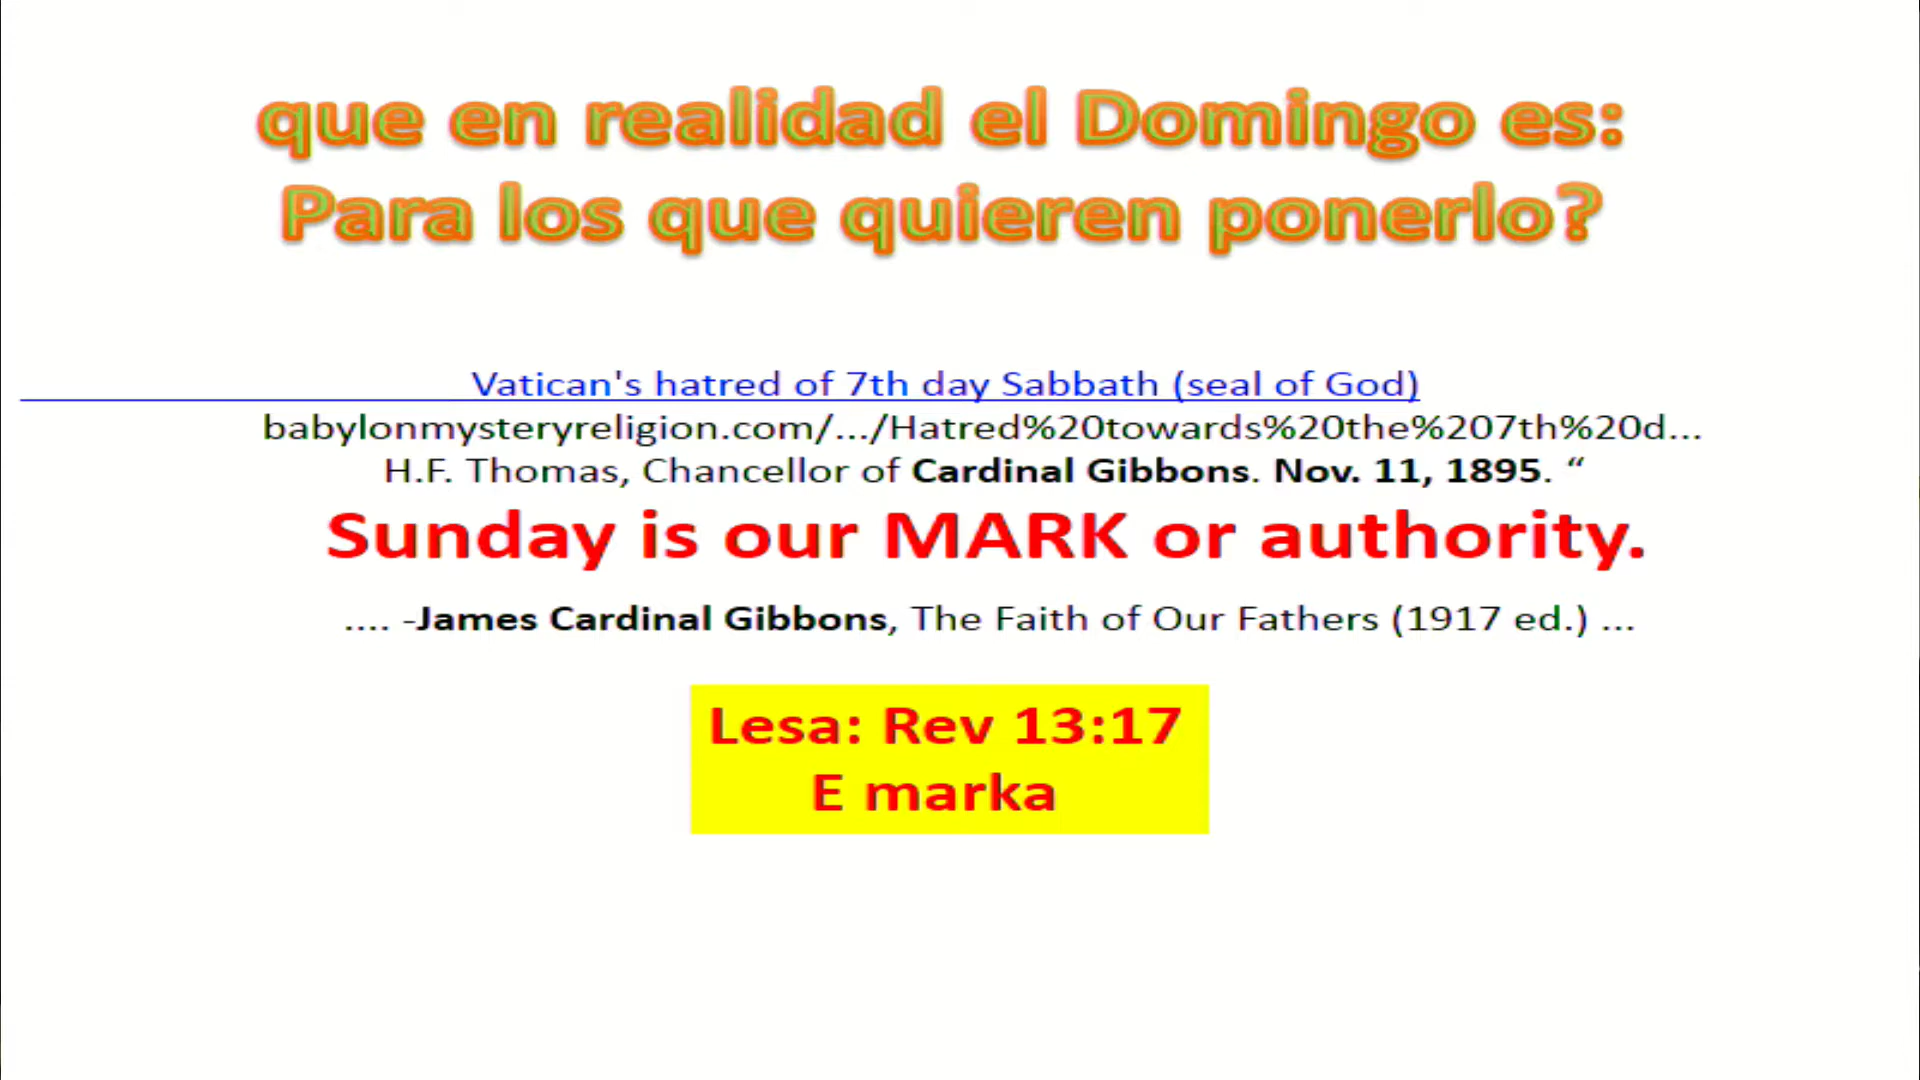 que en realidad el Domingo es:
Para los que quieren ponerlo?
Vatican's hatred of 7th day Sabbath (seal of God)
babylonmysteryreligion.com/.../Hatred%20towards%20the%207th%20d...
H.F. Thomas, Chancellor of Cardinal Gibbons. Nov. 11, 1895. “
Sunday is our MARK or authority.
.... -James Cardinal Gibbons, The Faith of Our Fathers (1917 ed.) ...
Lesa: Rev 13:17
E marka